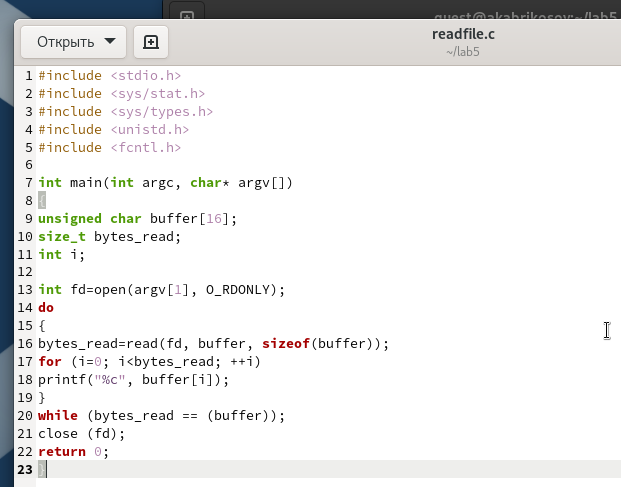 guest@akabrikosov:~/lab5
Открыть
readfile.c
~/lab5
1 #include <stdio.h>
2 #include <sys/stat.h>
3 #include <sys/types.h>
4 #include <unistd.h>
5 #include <fcntl.h>
6
7 int main(int argc, char* argv[])
8 {
9 unsigned char buffer[16];
10 size_t bytes_read;
11 int i;
12
13 int fd=open(argv[1], O_RDONLY);
14 do
15 {
16 bytes_read=read(fd, buffer, sizeof(buffer));
17 for (i=0; i<bytes_read; ++i)
18 printf("%c", buffer[i]);
19 }
20 while (bytes_read == (buffer));
21 close (fd);
22 return 0;
23 }